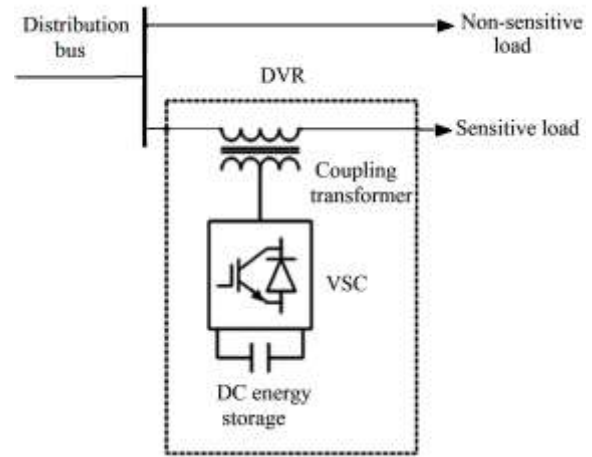 Distribution
bus
Non-sensitive
load
DVR
Sensitive load
Coupling
transformer
VSC
DC energy
storage